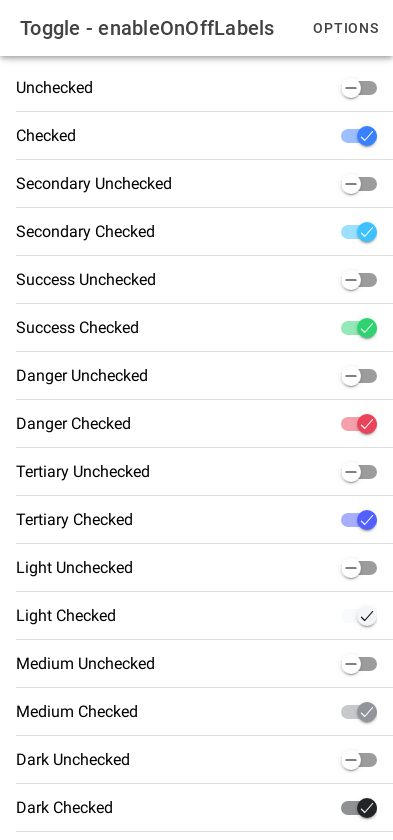 Toggle - enableOnOffLabels OPTIONS
Unchecked
Checked
Secondary Unchecked
Secondary Checked
Success Unchecked
Success Checked
Danger Unchecked
Danger Checked
Tertiary Unchecked
Tertiary Checked
Light Unchecked
Light Checked
Medium Unchecked
Medium Checked
Dark Unchecked
Dark Checked